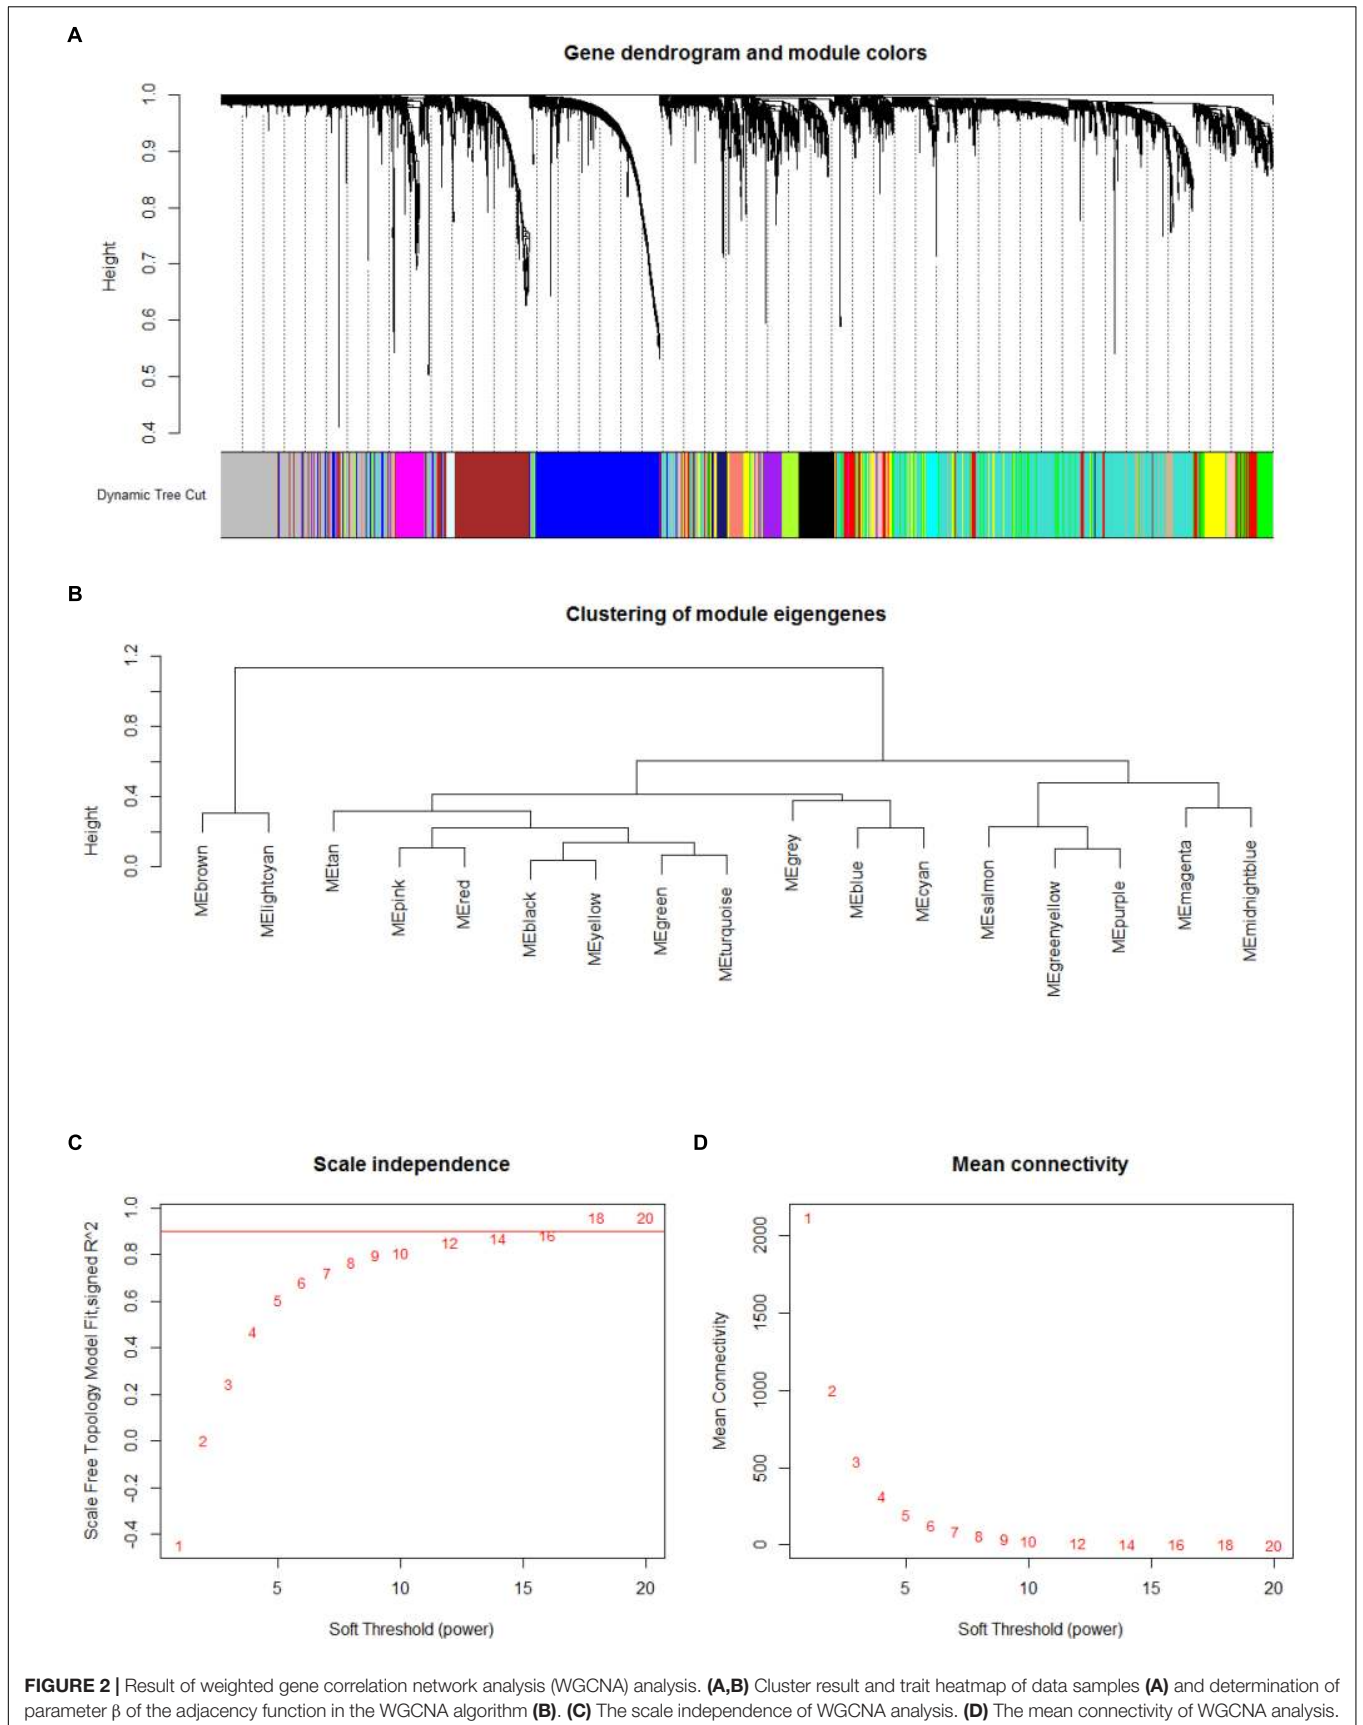 A
Gene dendrogram and module colors
Height
1.0
0.9
0.8
0.7
0.6
0.5
0.4
Dynamic Tree Cut
B
Clustering of module eigengenes
Height
1.2
0.8
0.4
0.0
MEbrown
MElightcyan
MEtan
MEpink
MEred
MEblack
MEyellow
MEgreen
MEturquoise
MEgrey
MEblue
MEcyan
MEsalmon
MEgreenyellow
MEpurple
MEmagenta
MEmidnightblue
C
Scale independence
Scale Free Topology Model Fit,signed R^2
1.0
0.8
0.6
0.4
0.2
0.0
-0.2
-0.4
1
2
3
4
5
6
7
8
9
10
12
14
16
18
20
5 10 15 20
Soft Threshold (power)
D
Mean connectivity
Mean Connectivity
2000
1500
1000
500
0
1
2
3
4
5
6
7
8
9
10
12
14
16
18
20
5 10 15 20
Soft Threshold (power)
FIGURE 2 | Result of weighted gene correlation network analysis (WGCNA) analysis. (A,B) Cluster result and trait heatmap of data samples (A) and determination of
parameter β of the adjacency function in the WGCNA algorithm (B). (C) The scale independence of WGCNA analysis. (D) The mean connectivity of WGCNA analysis.